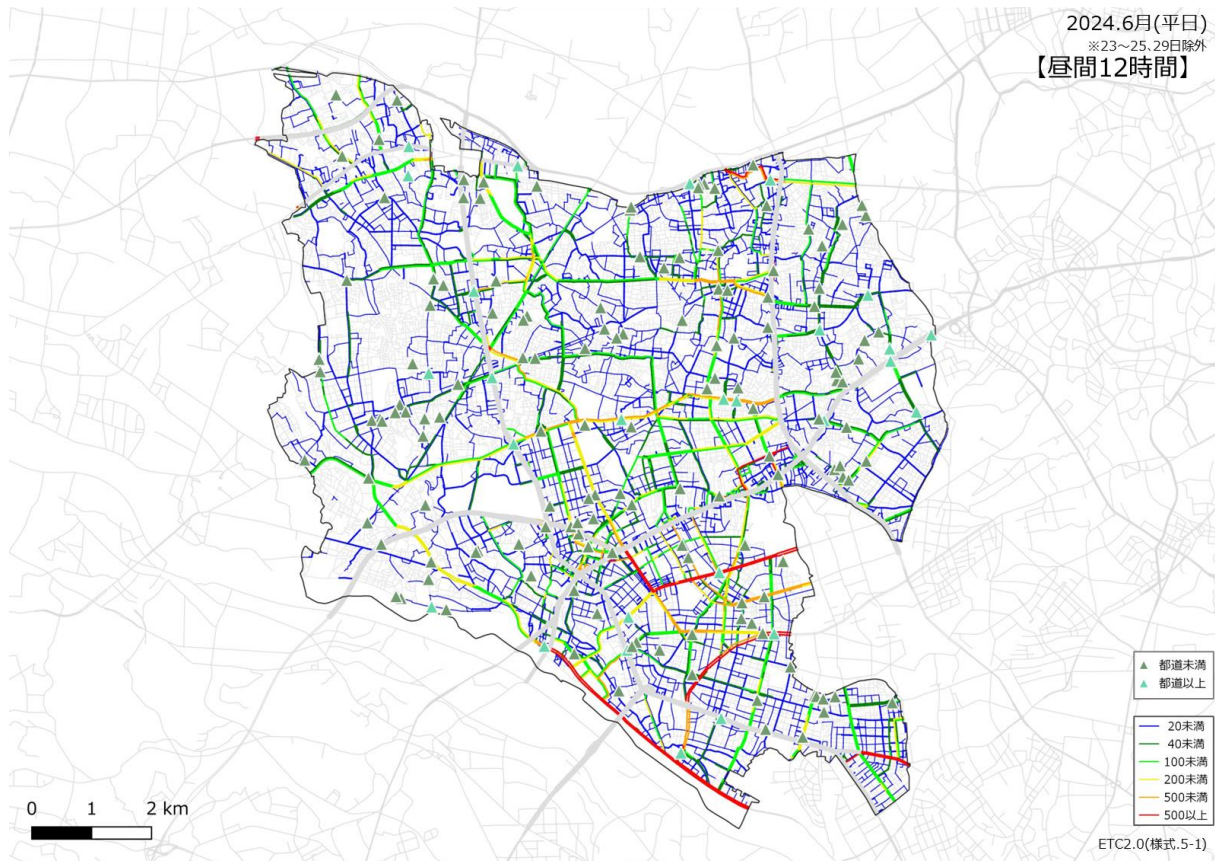 2024.6月(平日)
※23～25、29日除外
【昼間12時間】
都道未満
都道以上
20未満
40未満
100未満
200未満
500未満
500以上
0 1 2 km
ETC2.0(様式.5-1)